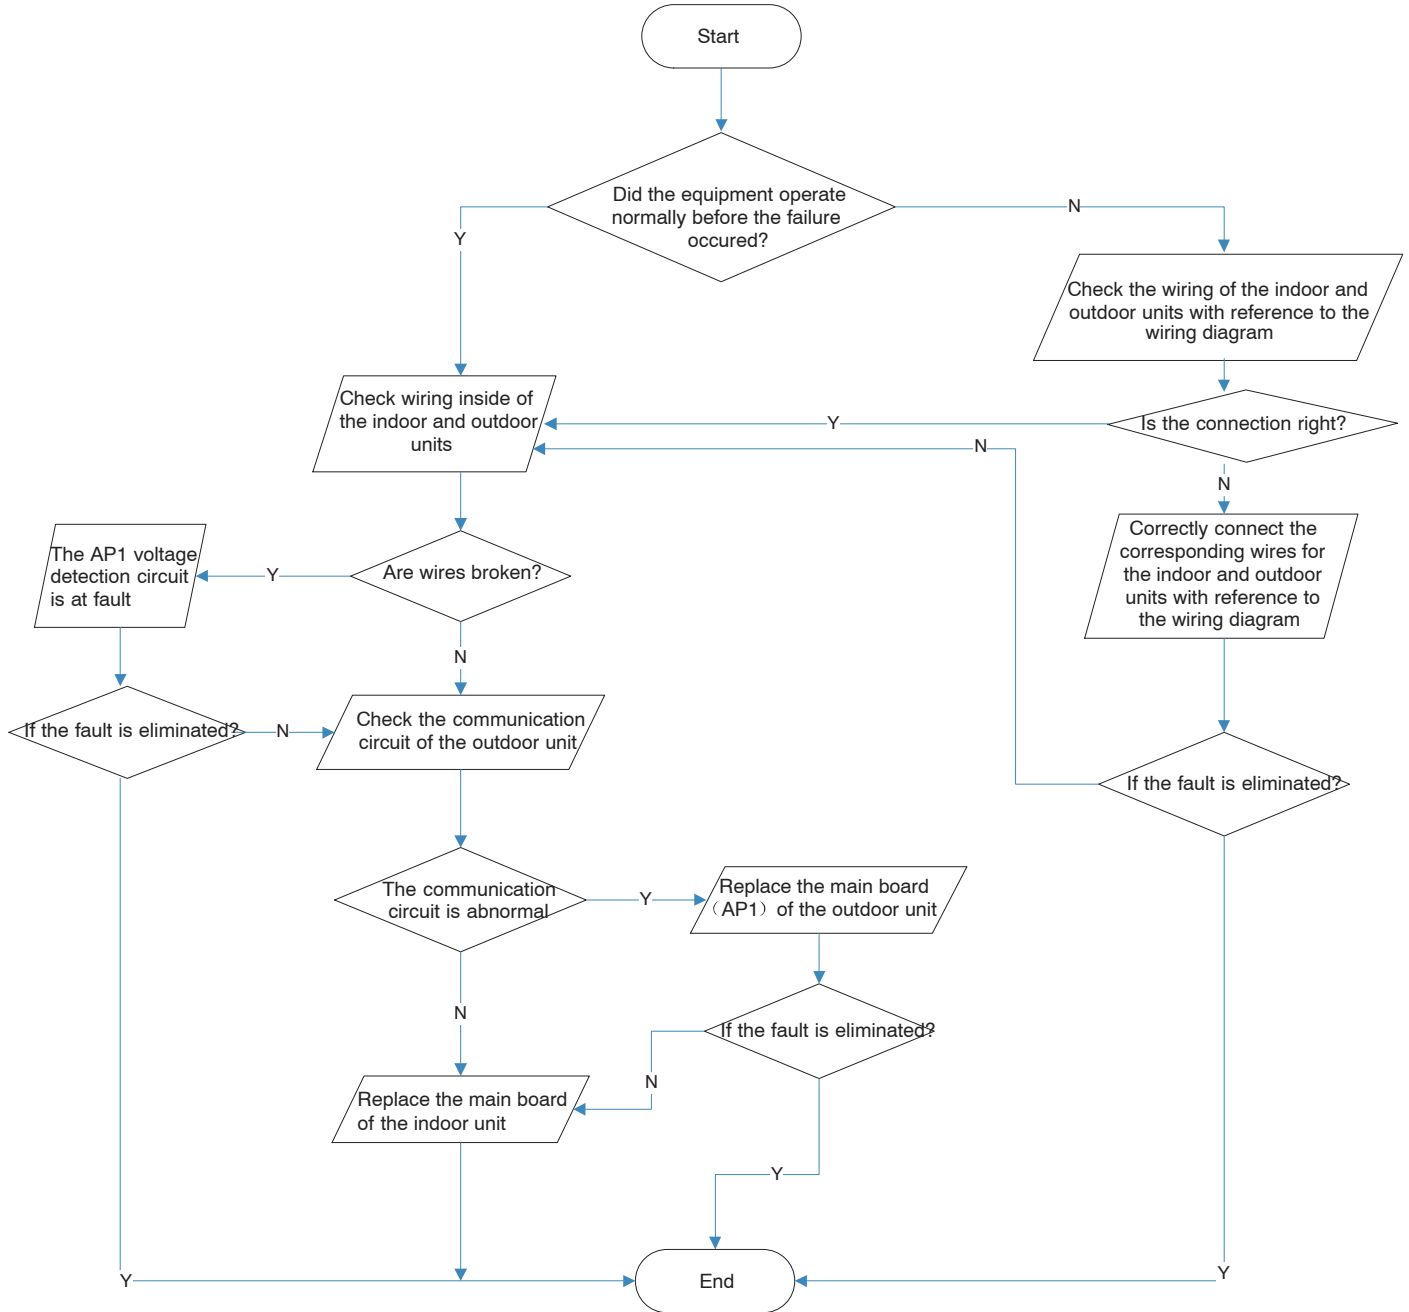 Start
Did the equipment operate
normally before the failure
occured?
Y
N
Check the wiring of the indoor and
outdoor units with reference to the
wiring diagram
Check wiring inside of
the indoor and outdoor
units
Y
Is the connection right?
N
N
Correctly connect the
corresponding wires for
the indoor and outdoor
units with reference to
the wiring diagram
The AP1 voltage
detection circuit
is at fault
Y
Are wires broken?
N
If the fault is eliminated?
N
Check the communication
circuit of the outdoor unit
If the fault is eliminated?
The communication
circuit is abnormal
Y
Replace the main board
（AP1）of the outdoor unit
N
If the fault is eliminated?
N
Replace the main board
of the indoor unit
Y
Y
End
Y